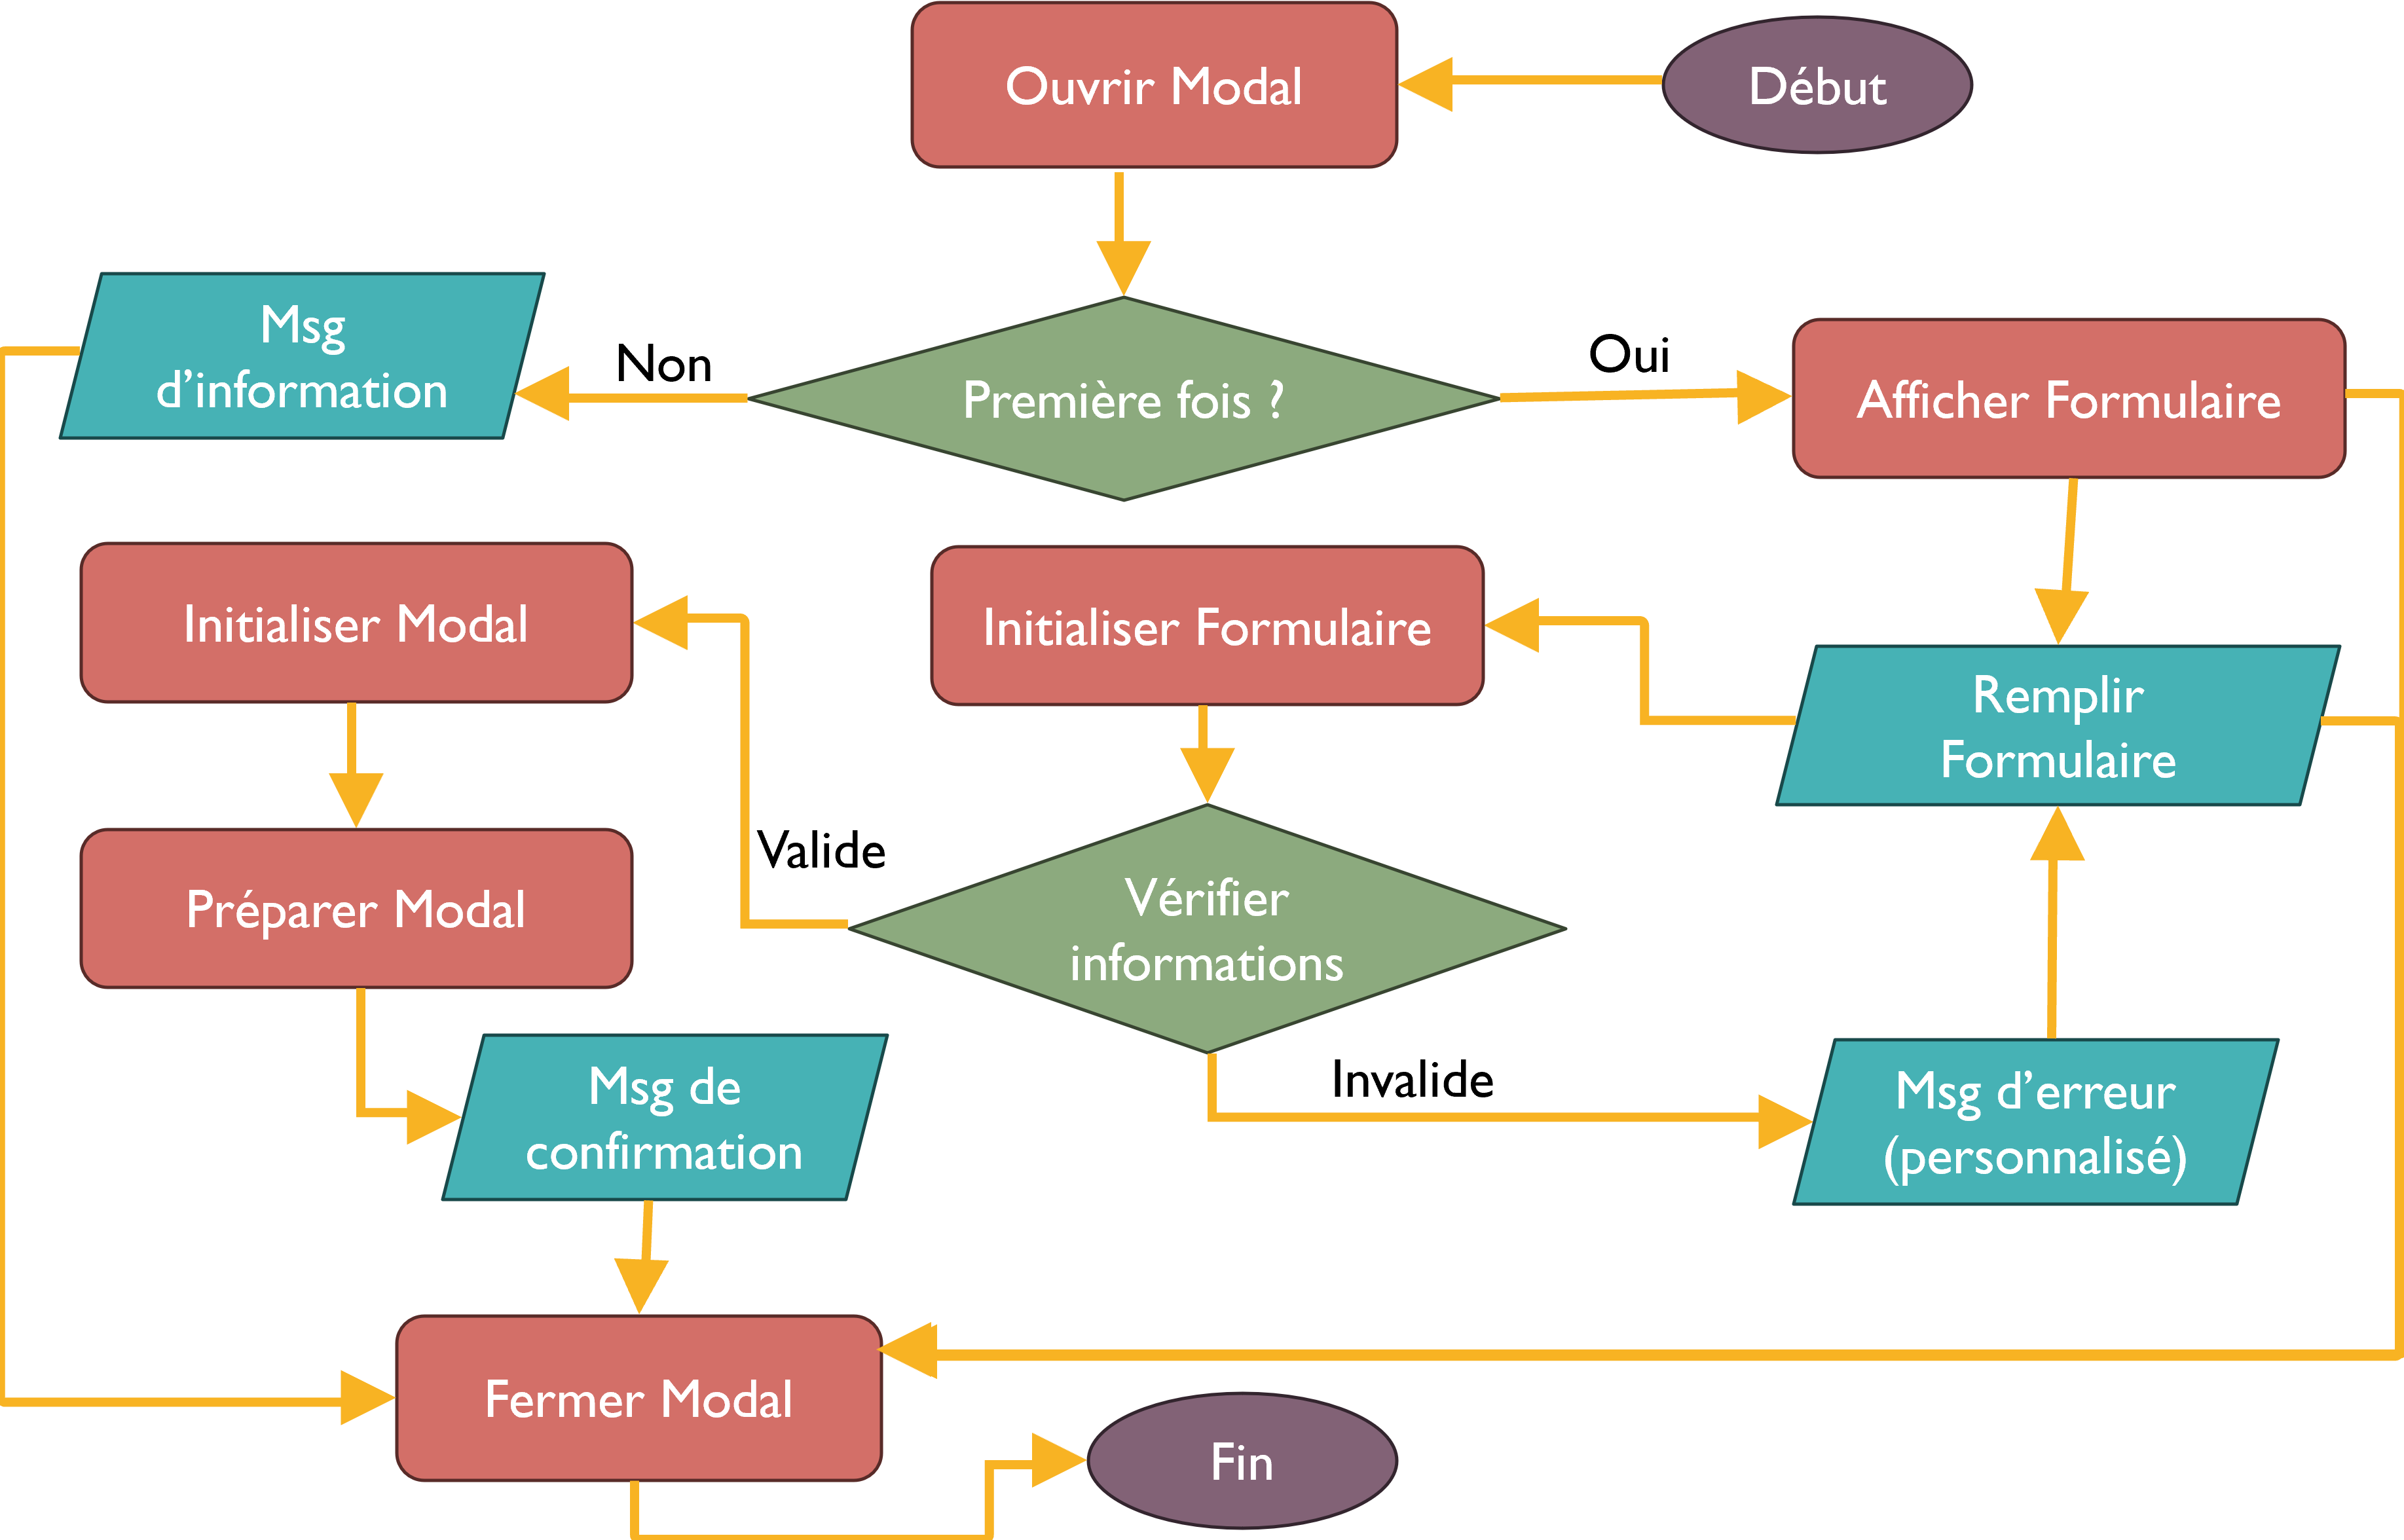 Ouvrir Modal
Début
Msg
d’information
Non
Première fois ?
Oui
Afficher Formulaire
Initialiser Modal
Initialiser Formulaire
Remplir
Formulaire
Valide
Préparer Modal
Vérifier
informations
Msg de
confirmation
Invalide
Msg d’erreur
(personnalisé)
Fermer Modal
Fin